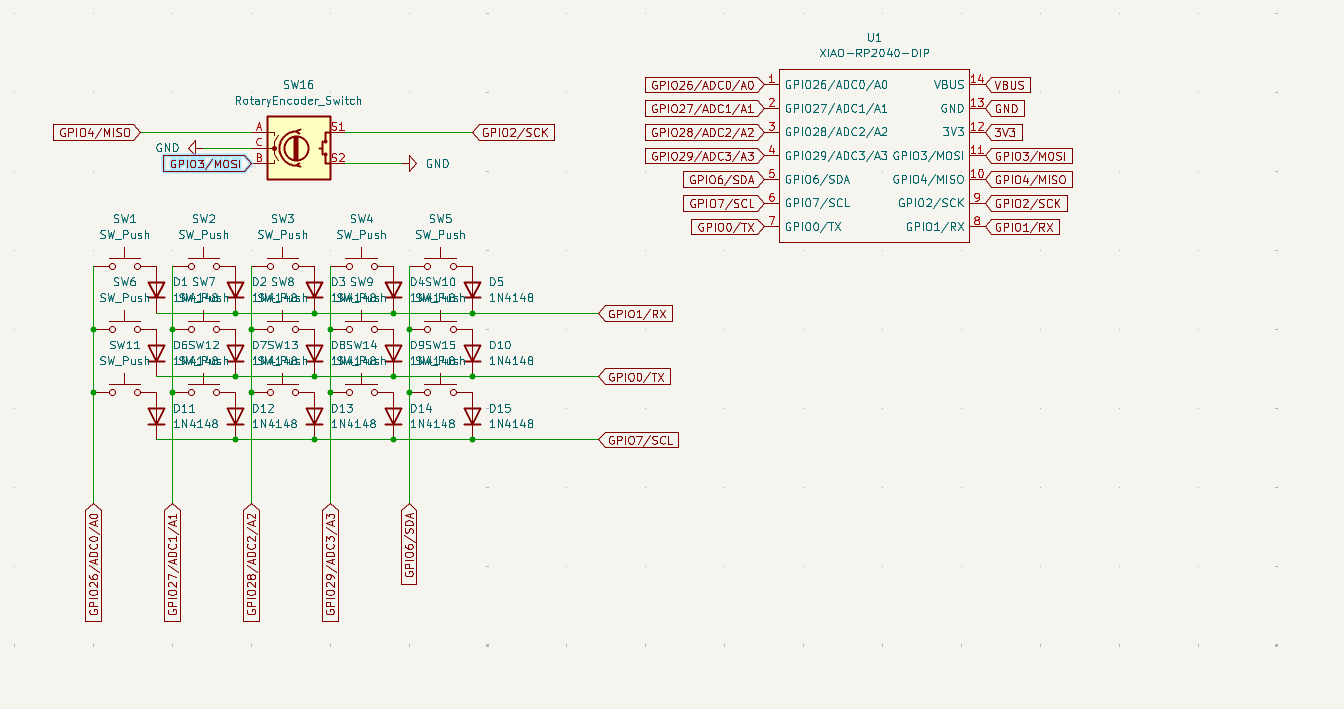 SW16
RotaryEncoder_Switch
GPIO4/MISO
A
S1
GPIO2/SCK
GND
C
GPIO3/MOSI
B
S2
GND
U1
XIAO-RP2040-DIP
GPIO26/ADC0/A0
1
GPIO26/ADC0/A0
VBUS
14
VBUS
GPIO27/ADC1/A1
2
GPIO27/ADC1/A1
GND
13
GND
GPIO28/ADC2/A2
3
GPIO28/ADC2/A2
3V3
12
3V3
GPIO29/ADC3/A3
4
GPIO29/ADC3/A3
GPIO3/MOSI
11
GPIO3/MOSI
GPIO6/SDA
5
GPIO6/SDA
GPIO4/MISO
10
GPIO4/MISO
GPIO7/SCL
6
GPIO7/SCL
GPIO2/SCK
9
GPIO2/SCK
GPIO0/TX
7
GPIO0/TX
GPIO1/RX
8
GPIO1/RX
SW1
SW_Push
SW2
SW_Push
SW3
SW_Push
SW4
SW_Push
SW5
SW_Push
SW6
SW_Push
D1
1N4148
SW7
SW_Push
D2
1N4148
SW8
SW_Push
D3
1N4148
SW9
SW_Push
D4
1N4148
SW10
SW_Push
D5
1N4148
GPIO1/RX
SW11
SW_Push
D6
1N4148
SW12
SW_Push
D7
1N4148
SW13
SW_Push
D8
1N4148
SW14
SW_Push
D9
1N4148
SW15
SW_Push
D10
1N4148
GPIO0/TX
D11
1N4148
D12
1N4148
D13
1N4148
D14
1N4148
D15
1N4148
GPIO7/SCL
GPIO26/ADC0/A0
GPIO27/ADC1/A1
GPIO28/ADC2/A2
GPIO29/ADC3/A3
GPIO6/SDA